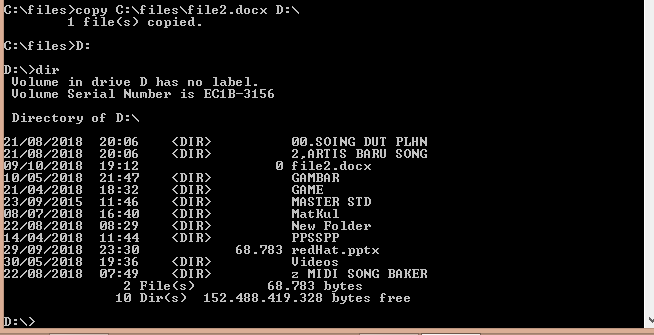 C:\files>copy C:\files\file2.docx D:\
1 file(s) copied.
C:\files>D:
D:\>dir
Volume in drive D has no label.
Volume Serial Number is EC1B-3156
Directory of D:\
21/08/2018 20:06 <DIR> 00.SOING DUT PLHN
21/08/2018 20:06 <DIR> 2,ARTIS BARU SONG
09/10/2018 19:12 0 file2.docx
10/05/2018 21:47 <DIR> GAMBAR
21/04/2018 18:32 <DIR> GAME
23/09/2015 11:46 <DIR> MASTER STD
08/07/2018 16:40 <DIR> MatKul
22/08/2018 08:29 <DIR> New Folder
14/04/2018 11:44 <DIR> PPSSPP
29/09/2018 23:30 68.783 redHat.pptx
30/05/2018 19:36 <DIR> Videos
22/08/2018 07:49 <DIR> z MIDI SONG BAKER
2 File(s) 68.783 bytes
10 Dir(s) 152.488.419.328 bytes free
D:\>